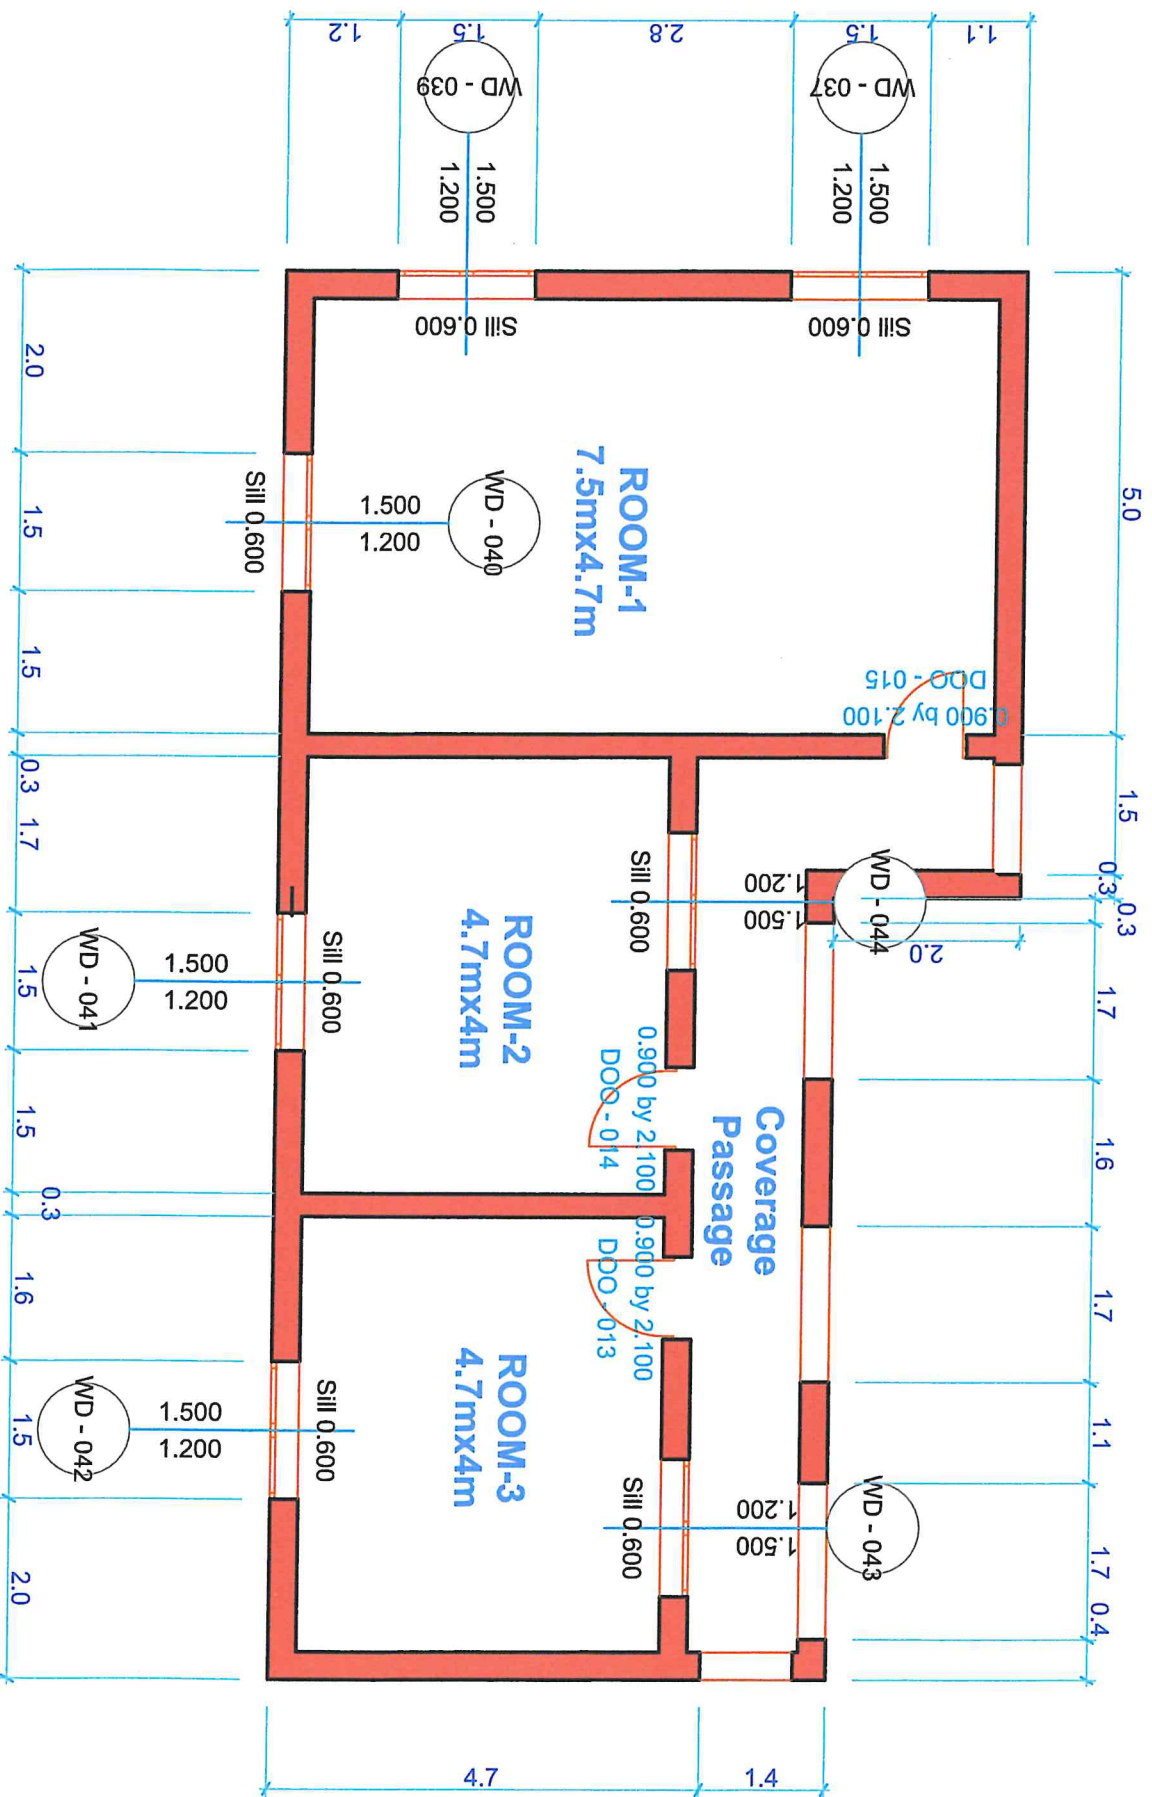 1.2
1.5
2.8
1.5
1.1
WD - 039
WD - 037
1.500
1.200
1.500
1.200
Sill 0.600
Sill 0.600
2.0
1.5
1.5
0.3
1.7
1.5
1.5
0.3
1.6
1.5
2.0
Sill 0.600
1.500
1.200
WD - 040
ROOM-1
7.5mx4.7m
DOO - 015
0.900 by 2.100
5.0
1.5
0.3
0.3
2.0
1.7
1.6
1.7
1.1
1.7
0.4
WD - 044
1.200
1.500
Sill 0.600
ROOM-2
4.7mx4m
0.900 by 2.100
DOO - 014
Coverage
Passage
WD - 041
1.500
1.200
Sill 0.600
0.900 by 2.100
DOO - 013
ROOM-3
4.7mx4m
WD - 042
1.500
1.200
Sill 0.600
WD - 043
1.200
1.500
Sill 0.600
4.7
1.4